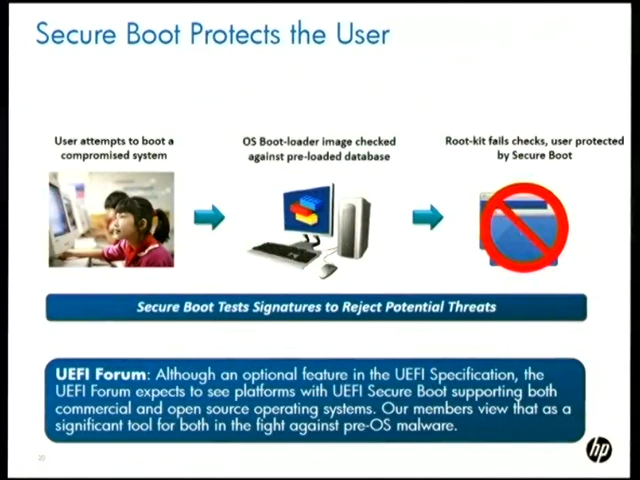 Secure Boot Protects the User
User attempts to boot a
compromised system
OS Boot-loader image checked
against pre-loaded database
Root-kit fails checks, user protected
by Secure Boot
Secure Boot Tests Signatures to Reject Potential Threats
UEFI Forum: Although an optional feature in the UEFI Specification, the
UEFI Forum expects to see platforms with UEFI Secure Boot supporting both
commercial and open source operating systems. Our members view that as a
significant tool for both in the fight against pre-OS malware.
20
hp